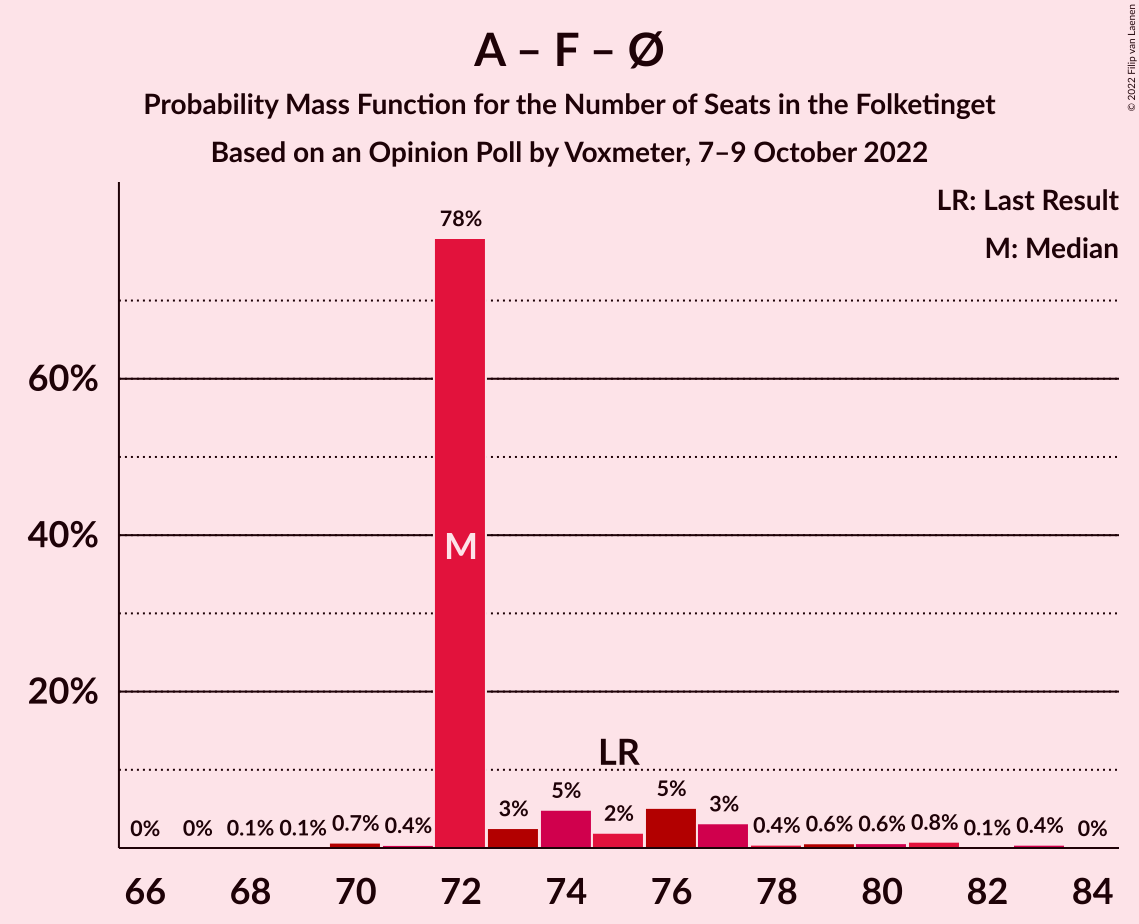 A – F – Ø
Probability Mass Function for the Number of Seats in the Folketinget
Based on an Opinion Poll by Voxmeter, 7–9 October 2022
© 2022 Filip van Laenen
LR: Last Result
M: Median
78%
60%
40%
M
20%
LR
0% 0% 0.1% 0.1% 0.7% 0.4% 3% 5% 2% 5% 3% 0.4% 0.6% 0.6% 0.8% 0.1% 0.4% 0%
66 68 70 72 74 76 78 80 82 84